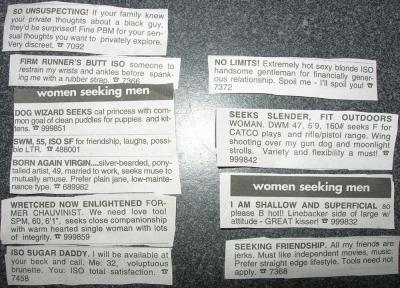 SO UNSUSPECTING! If your family knew
your private thoughts about a black guy,
they'd be surprised! Fine PBM for your sen-
sual thoughts you want to privately explore.
Very discreet. ☎ 7092
FIRM RUNNER'S BUTT ISO someone to
restrain my wrists and ankles before spank-
ing me with a rubber strap. ☎ 7366
women seeking men
DOG WIZARD SEEKS cat princess with com-
mon goal of clean puddles for puppies and kit-
tens. ☎ 999851
SWM, 55, ISO SF for friendship, laughs, possi-
ble LTR. ☎ 488001
BORN AGAIN VIRGIN....silver-bearded, pony-
tailed artist, 49, married to work, seeks muse to
mutually amuse. Prefer plain jane, low-mainte-
nance type. ☎ 689982
WRETCHED NOW ENLIGHTENED FOR-
MER CHAUVINIST. We need love too!
SPM, 60, 6'1", seeks close companionship
with warm hearted single woman with lots
of integrity. ☎ 999859
ISO SUGAR DADDY. I will be available at
your beck and call. Me: 32, voluptuous
brunette. You: ISO total satisfaction. ☎
7458
NO LIMITS! Extremely hot sexy blonde ISO
handsome gentleman for financially gener-
ous relationship. Spoil me - I'll spoil you! ☎
7372
SEEKS SLENDER, FIT OUTDOORS
WOMAN. DWM 47, 5'9, 160# seeks F for
CATCO plays and rifle/pistol range. Wing
shooting over my gun dog and moonlight
strolls. Variety and flexibility a must! ☎
999842
women seeking men
I AM SHALLOW AND SUPERFICIAL so
please B hot!! Linebacker side of large w/
attitude - GREAT kisser! ☎ 999832
SEEKING FRIENDSHIP. All my friends are
jerks. Must like independent movies, music.
Prefer straight edge lifestyle. Tools need not
apply. ☎ 7368